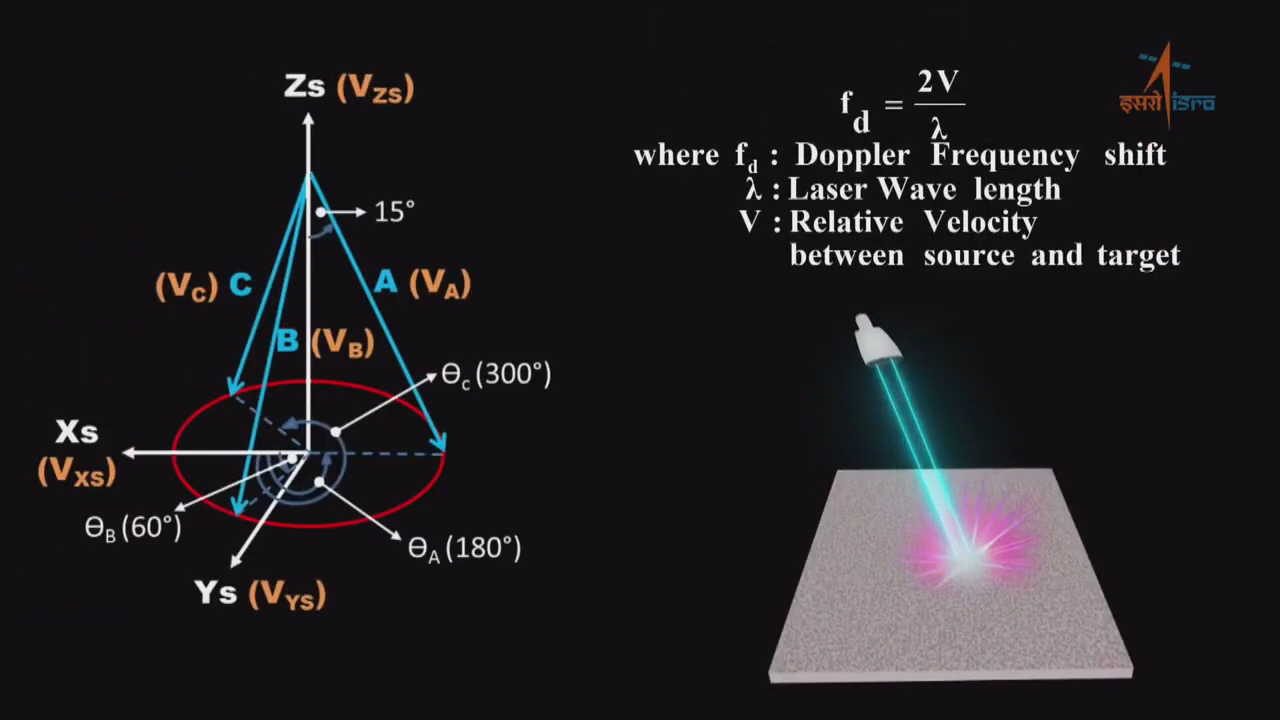 Zs (VZS)
15°
(VC) C
A (VA)
B (VB)
Θc (300°)
Xs
(VXS)
ΘB (60°)
ΘA (180°)
Ys (VYS)
fd = 2V
λ
where fd : Doppler Frequency shift
λ : Laser Wave length
V : Relative Velocity
between source and target
इसरो isro